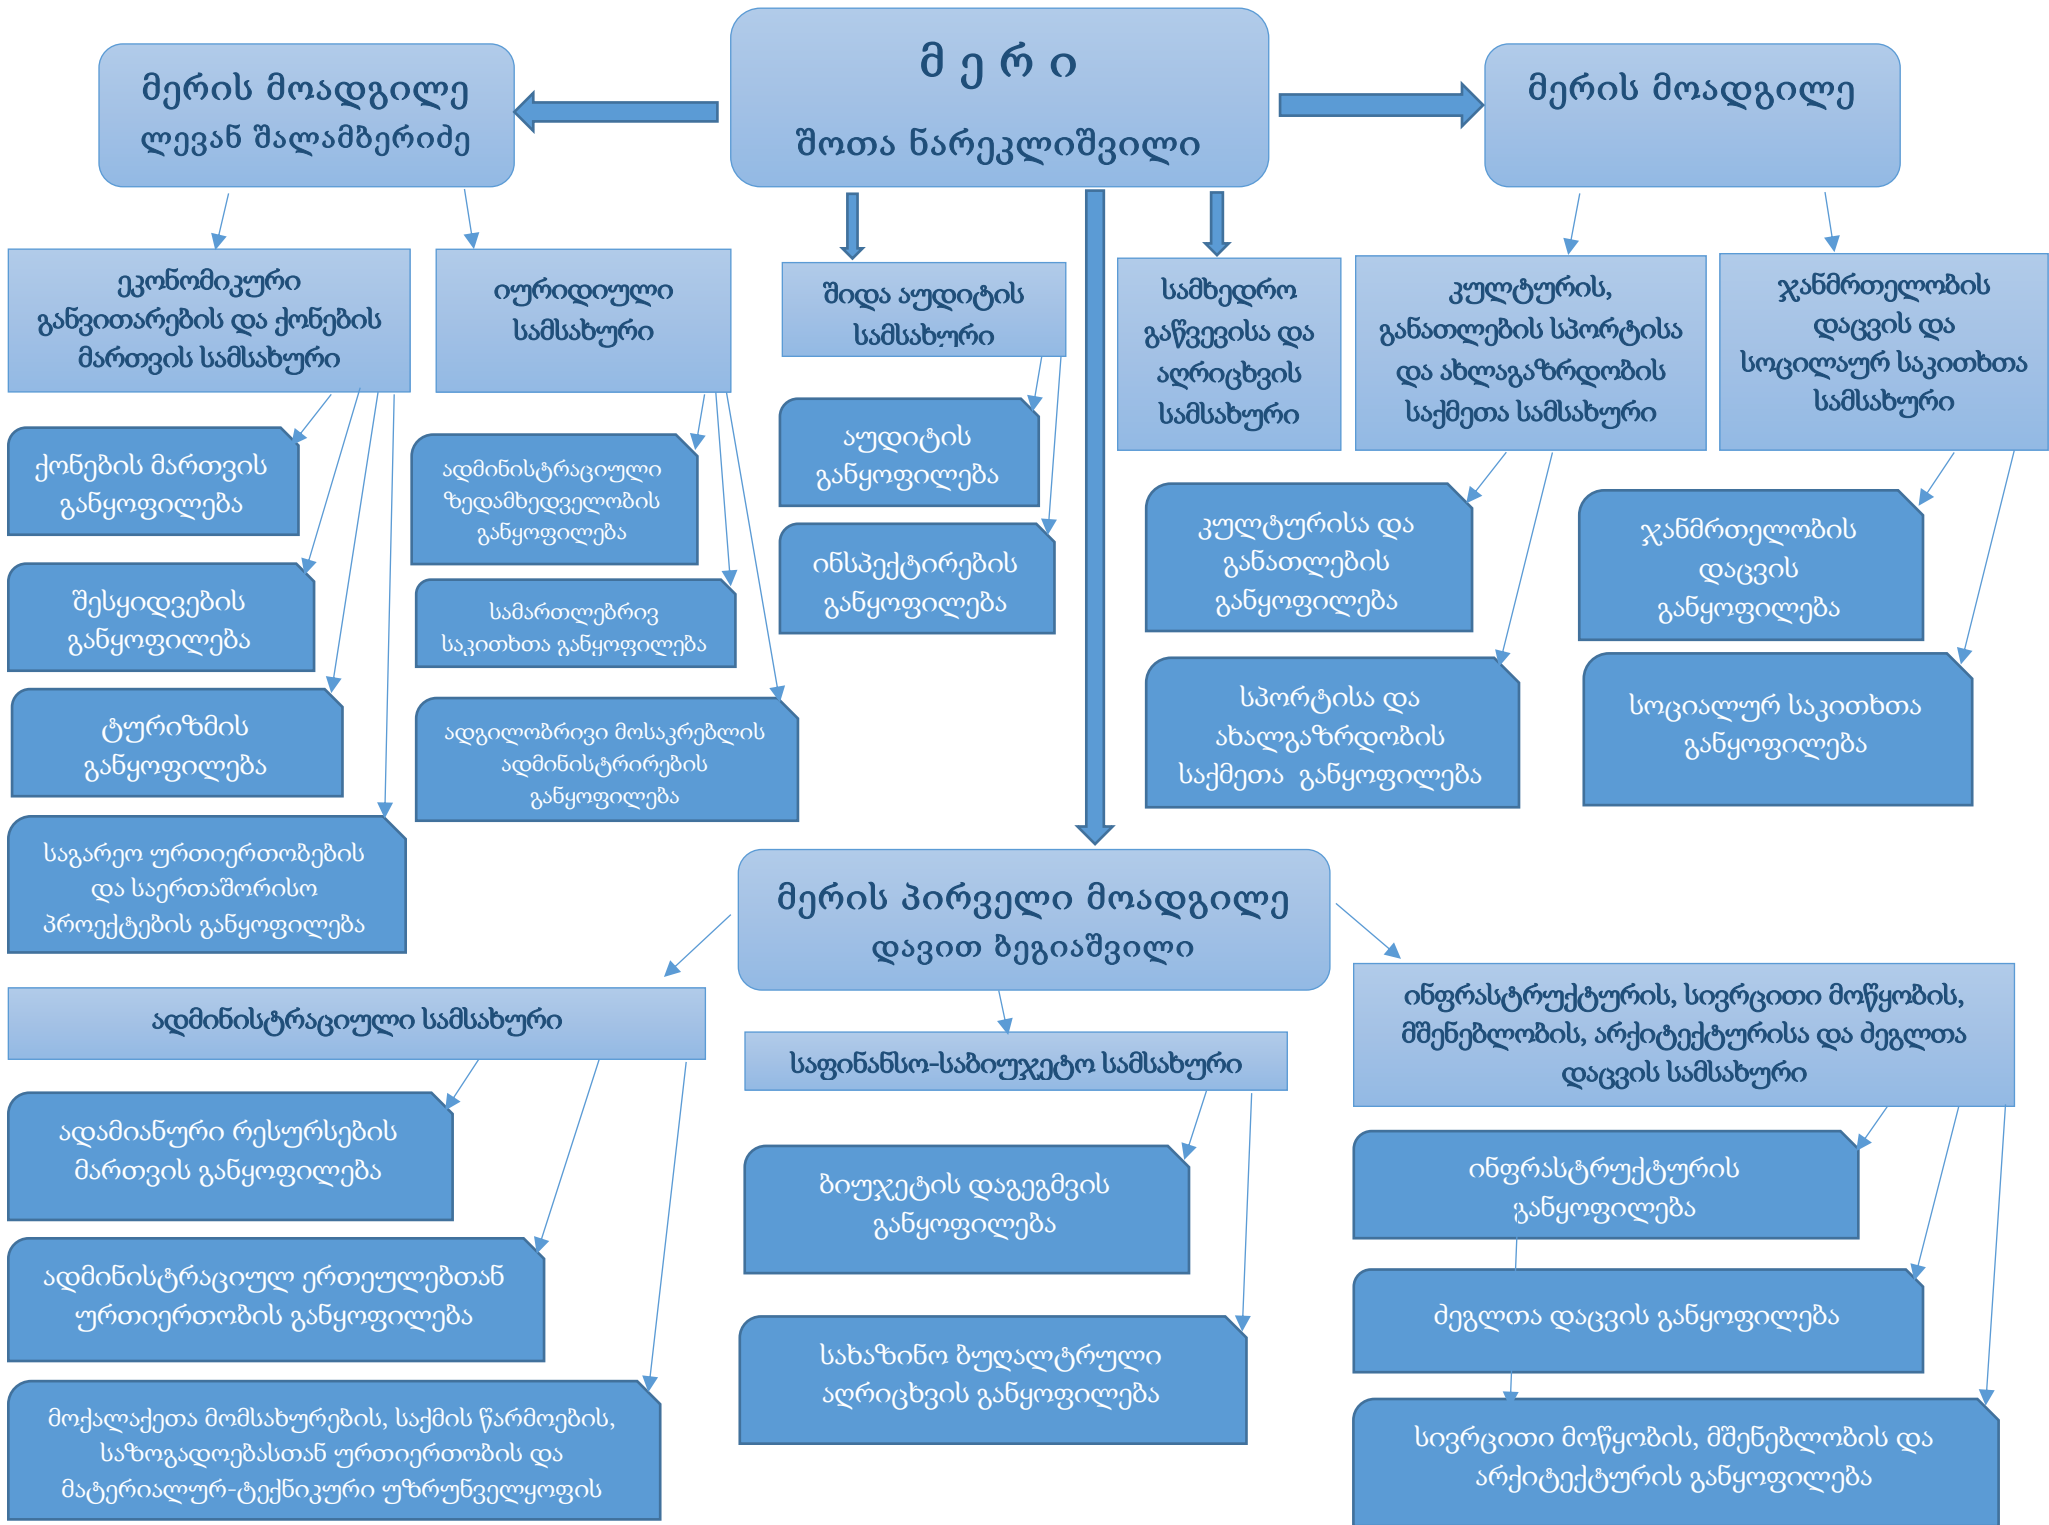 მ ე რ ი
შოთა ნარეკლიშვილი
მერის მოადგილე
ლევან შალამბერიძე
მერის მოადგილე
ეკონომიკური
განვითარების და ქონების
მართვის სამსახური
იურიდიული
სამსახური
შიდა აუდიტის
სამსახური
სამხედრო
გაწვევისა და
აღრიცხვის
სამსახური
კულტურის,
განათლების სპორტისა
და ახლაგაზრდობის
საქმეთა სამსახური
ჯანმრთელობის
დაცვის და
სოცილაურ საკითხთა
სამსახური
ქონების მართვის
განყოფილება
შესყიდვების
განყოფილება
ტურიზმის
განყოფილება
საგარეო ურთიერთობების
და საერთაშორისო
პროექტების განყოფილება
ადმინისტრაციული
ზედამხედველობის
განყოფილება
სამართლებრივ
საკითხთა განყოფილება
ადგილობრივი მოსაკრებლის
ადმინისტრირების
განყოფილება
აუდიტის
განყოფილება
ინსპექტირების
განყოფილება
კულტურისა და
განათლების
განყოფილება
სპორტისა და
ახალგაზრდობის
საქმეთა განყოფილება
ჯანმრთელობის
დაცვის
განყოფილება
სოციალურ საკითხთა
განყოფილება
მერის პირველი მოადგილე
დავით ბეგიაშვილი
ადმინისტრაციული სამსახური
ადამიანური რესურსების
მართვის განყოფილება
ადმინისტრაციულ ერთეულებთან
ურთიერთობის განყოფილება
მოქალაქეთა მომსახურების, საქმის წარმოების,
საზოგადოებასთან ურთიერთობის და
მატერიალურ-ტექნიკური უზრუნველყოფის
საფინანსო-საბიუჯეტო სამსახური
ბიუჯეტის დაგეგმვის
განყოფილება
სახაზინო ბუღალტრული
აღრიცხვის განყოფილება
ინფრასტრუქტურის, სივრცითი მოწყობის,
მშენებლობის, არქიტექტურისა და ძეგლთა
დაცვის სამსახური
ინფრასტრუქტურის
განყოფილება
ძეგლთა დაცვის განყოფილება
სივრცითი მოწყობის, მშენებლობის და
არქიტექტურის განყოფილება